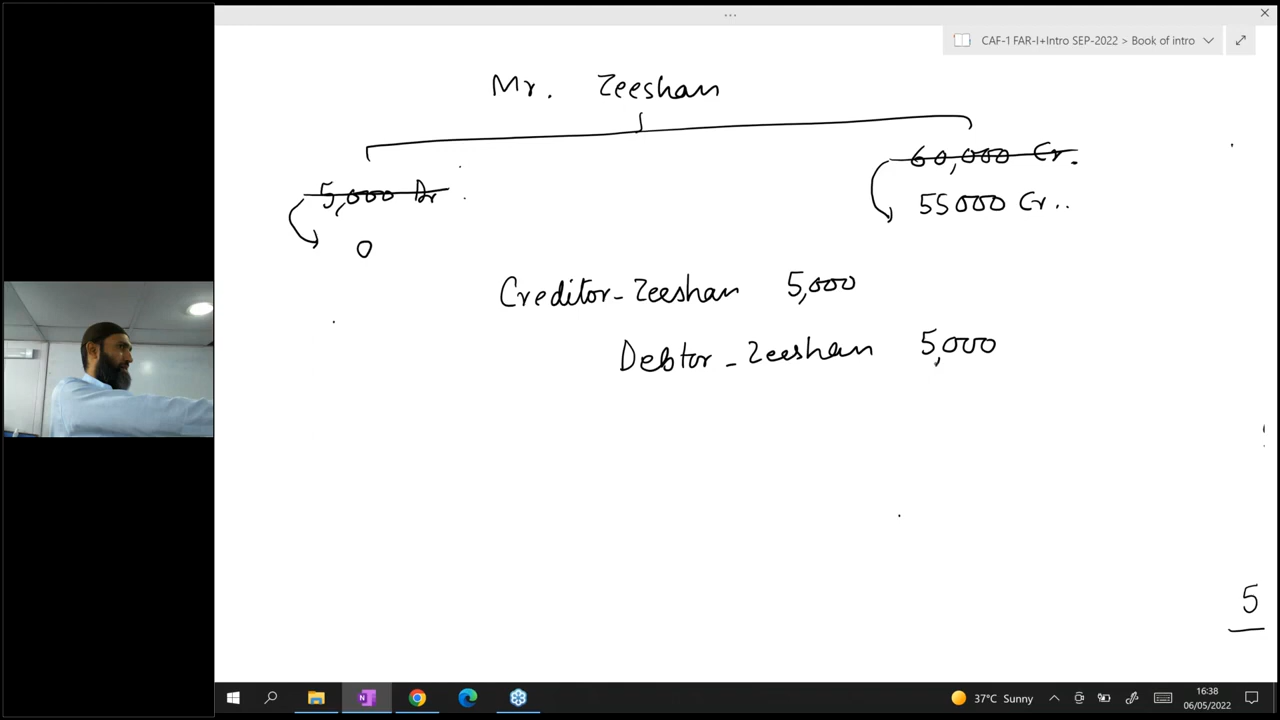 CAF-1 FAR-I+Intro SEP-2022 > Book of intro
Mr. Zeeshan
5,000 Dr
60,000 Cr.
0
55000 Cr..
Creditor-Zeeshan 5,000
Debtor-Zeeshan 5,000
5
37°C Sunny
16:38
06/05/2022